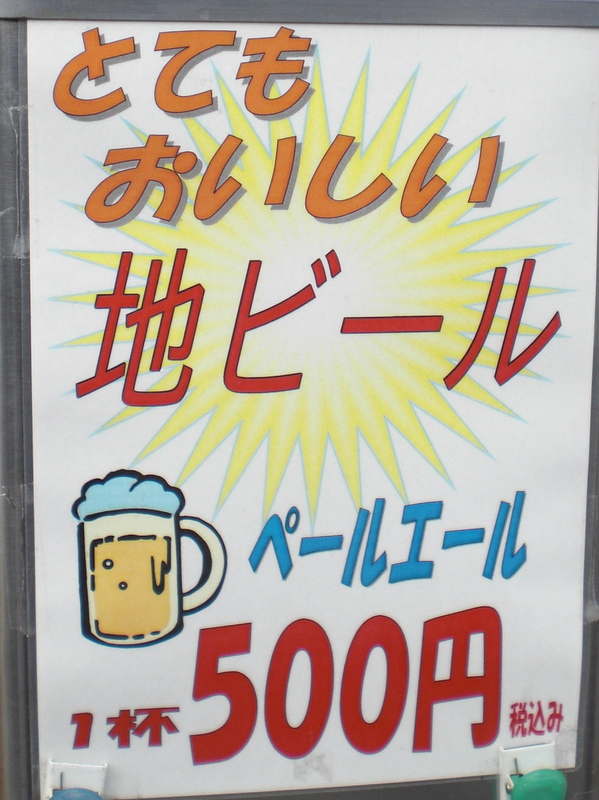 とても
おいしい
地ビール
ペールエール
1杯500円税込み